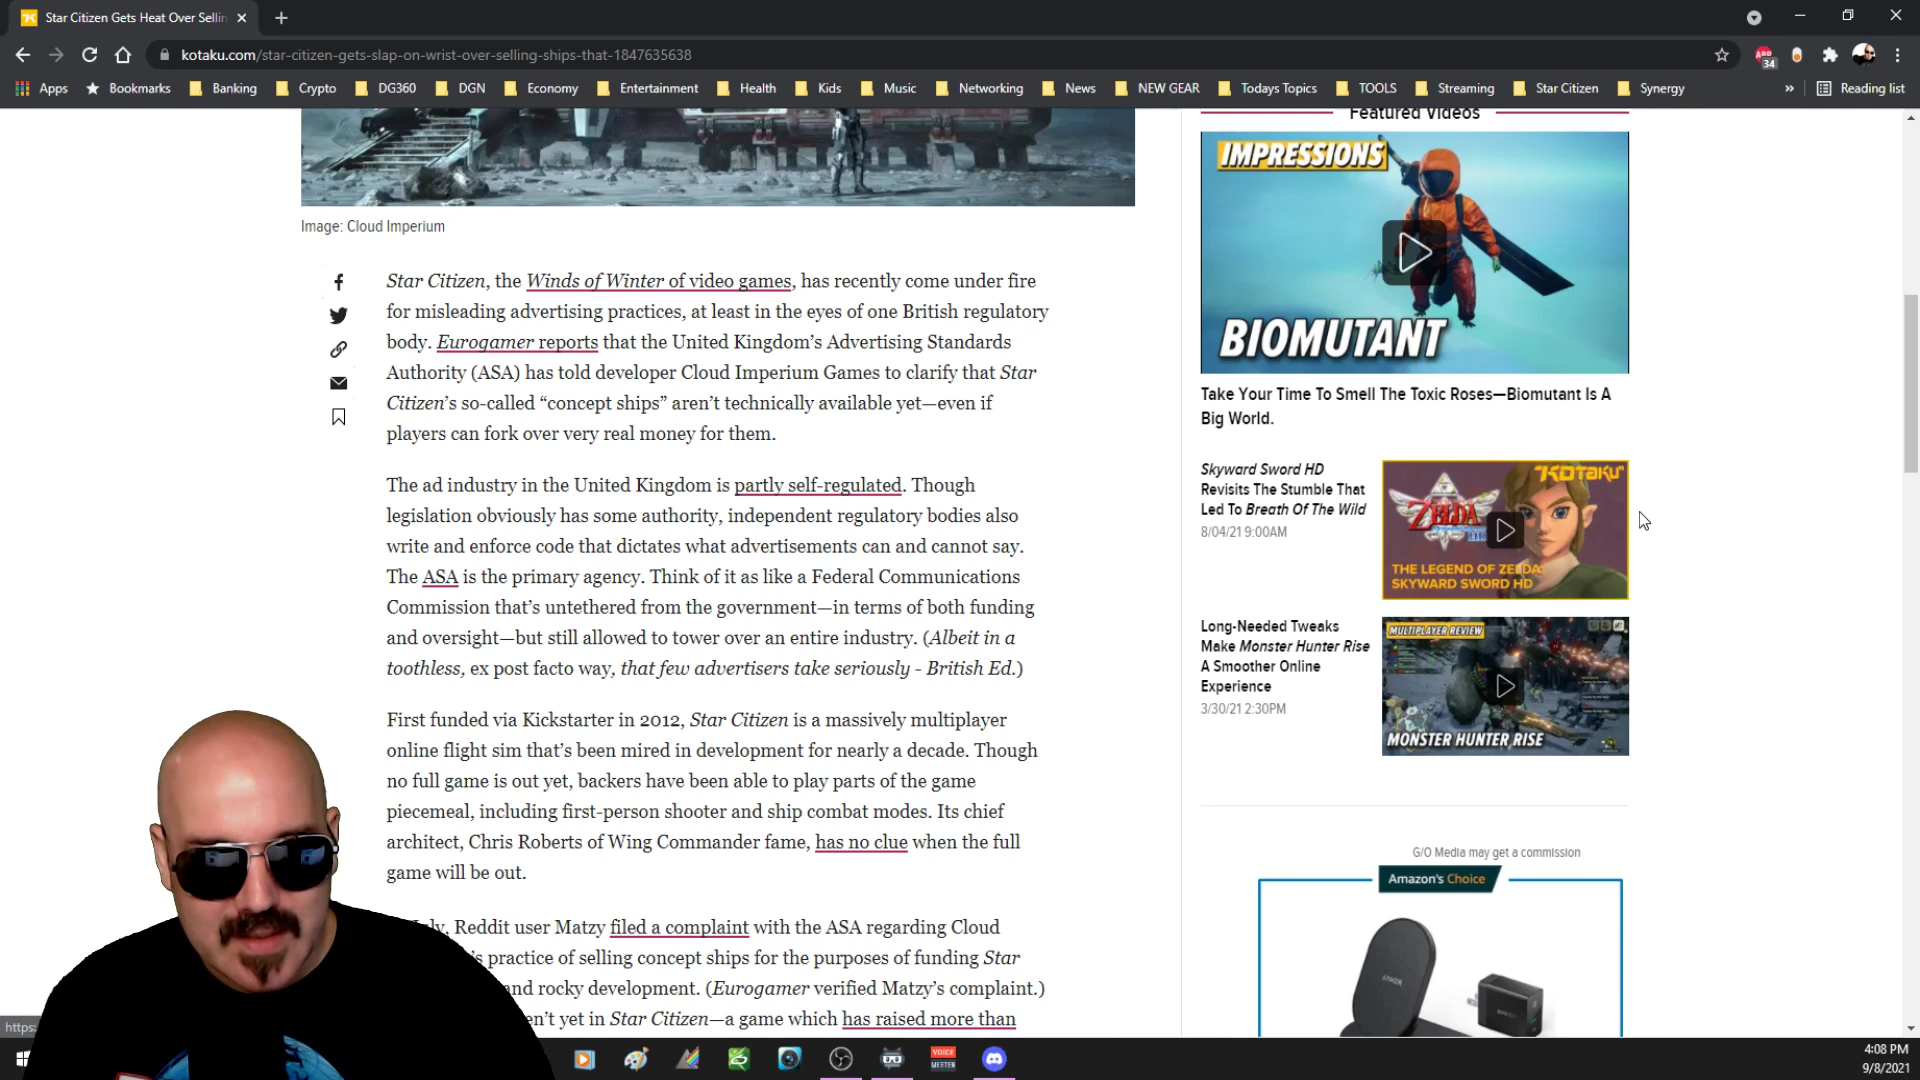 Star Citizen Gets Heat Over Sellin
kotaku.com/star-citizen-gets-slap-on-wrist-over-selling-ships-that-1847635638
34
Apps Bookmarks Banking Crypto DG360 DGN Economy Entertainment Health Kids Music Networking News NEW GEAR Todays Topics TOOLS Streaming Star Citizen Synergy » Reading list
Image: Cloud Imperium
Star Citizen, the Winds of Winter of video games, has recently come under fire
for misleading advertising practices, at least in the eyes of one British regulatory
body. Eurogamer reports that the United Kingdom's Advertising Standards
Authority (ASA) has told developer Cloud Imperium Games to clarify that Star
Citizen's so-called “concept ships” aren't technically available yet—even if
players can fork over very real money for them.
The ad industry in the United Kingdom is partly self-regulated. Though
legislation obviously has some authority, independent regulatory bodies also
write and enforce code that dictates what advertisements can and cannot say.
The ASA is the primary agency. Think of it as like a Federal Communications
Commission that's untethered from the government—in terms of both funding
and oversight—but still allowed to tower over an entire industry. (Albeit in a
toothless, ex post facto way, that few advertisers take seriously - British Ed.)
First funded via Kickstarter in 2012, Star Citizen is a massively multiplayer
online flight sim that's been mired in development for nearly a decade. Though
no full game is out yet, backers have been able to play parts of the game
piecemeal, including first-person shooter and ship combat modes. Its chief
architect, Chris Roberts of Wing Commander fame, has no clue when the full
game will be out.
Reddit user Matzy filed a complaint with the ASA regarding Cloud
practice of selling concept ships for the purposes of funding Star
and rocky development. (Eurogamer verified Matzy's complaint.)
yet in Star Citizen—a game which has raised more than
https:
Featured Videos
IMPRESSIONS
BIOMUTANT
Take Your Time To Smell The Toxic Roses—Biomutant Is A
Big World.
Skyward Sword HD
Revisits The Stumble That
Led To Breath Of The Wild
8/04/21 9:00AM
KOTAKU
ZELDA
THE LEGEND OF ZELDA:
SKYWARD SWORD HD
Long-Needed Tweaks
Make Monster Hunter Rise
A Smoother Online
Experience
3/30/21 2:30PM
MULTIPLAYER REVIEW
MONSTER HUNTER RISE
G/O Media may get a commission
Amazon's Choice
ANKER
VOICE
MEETER
4:08 PM
9/8/2021